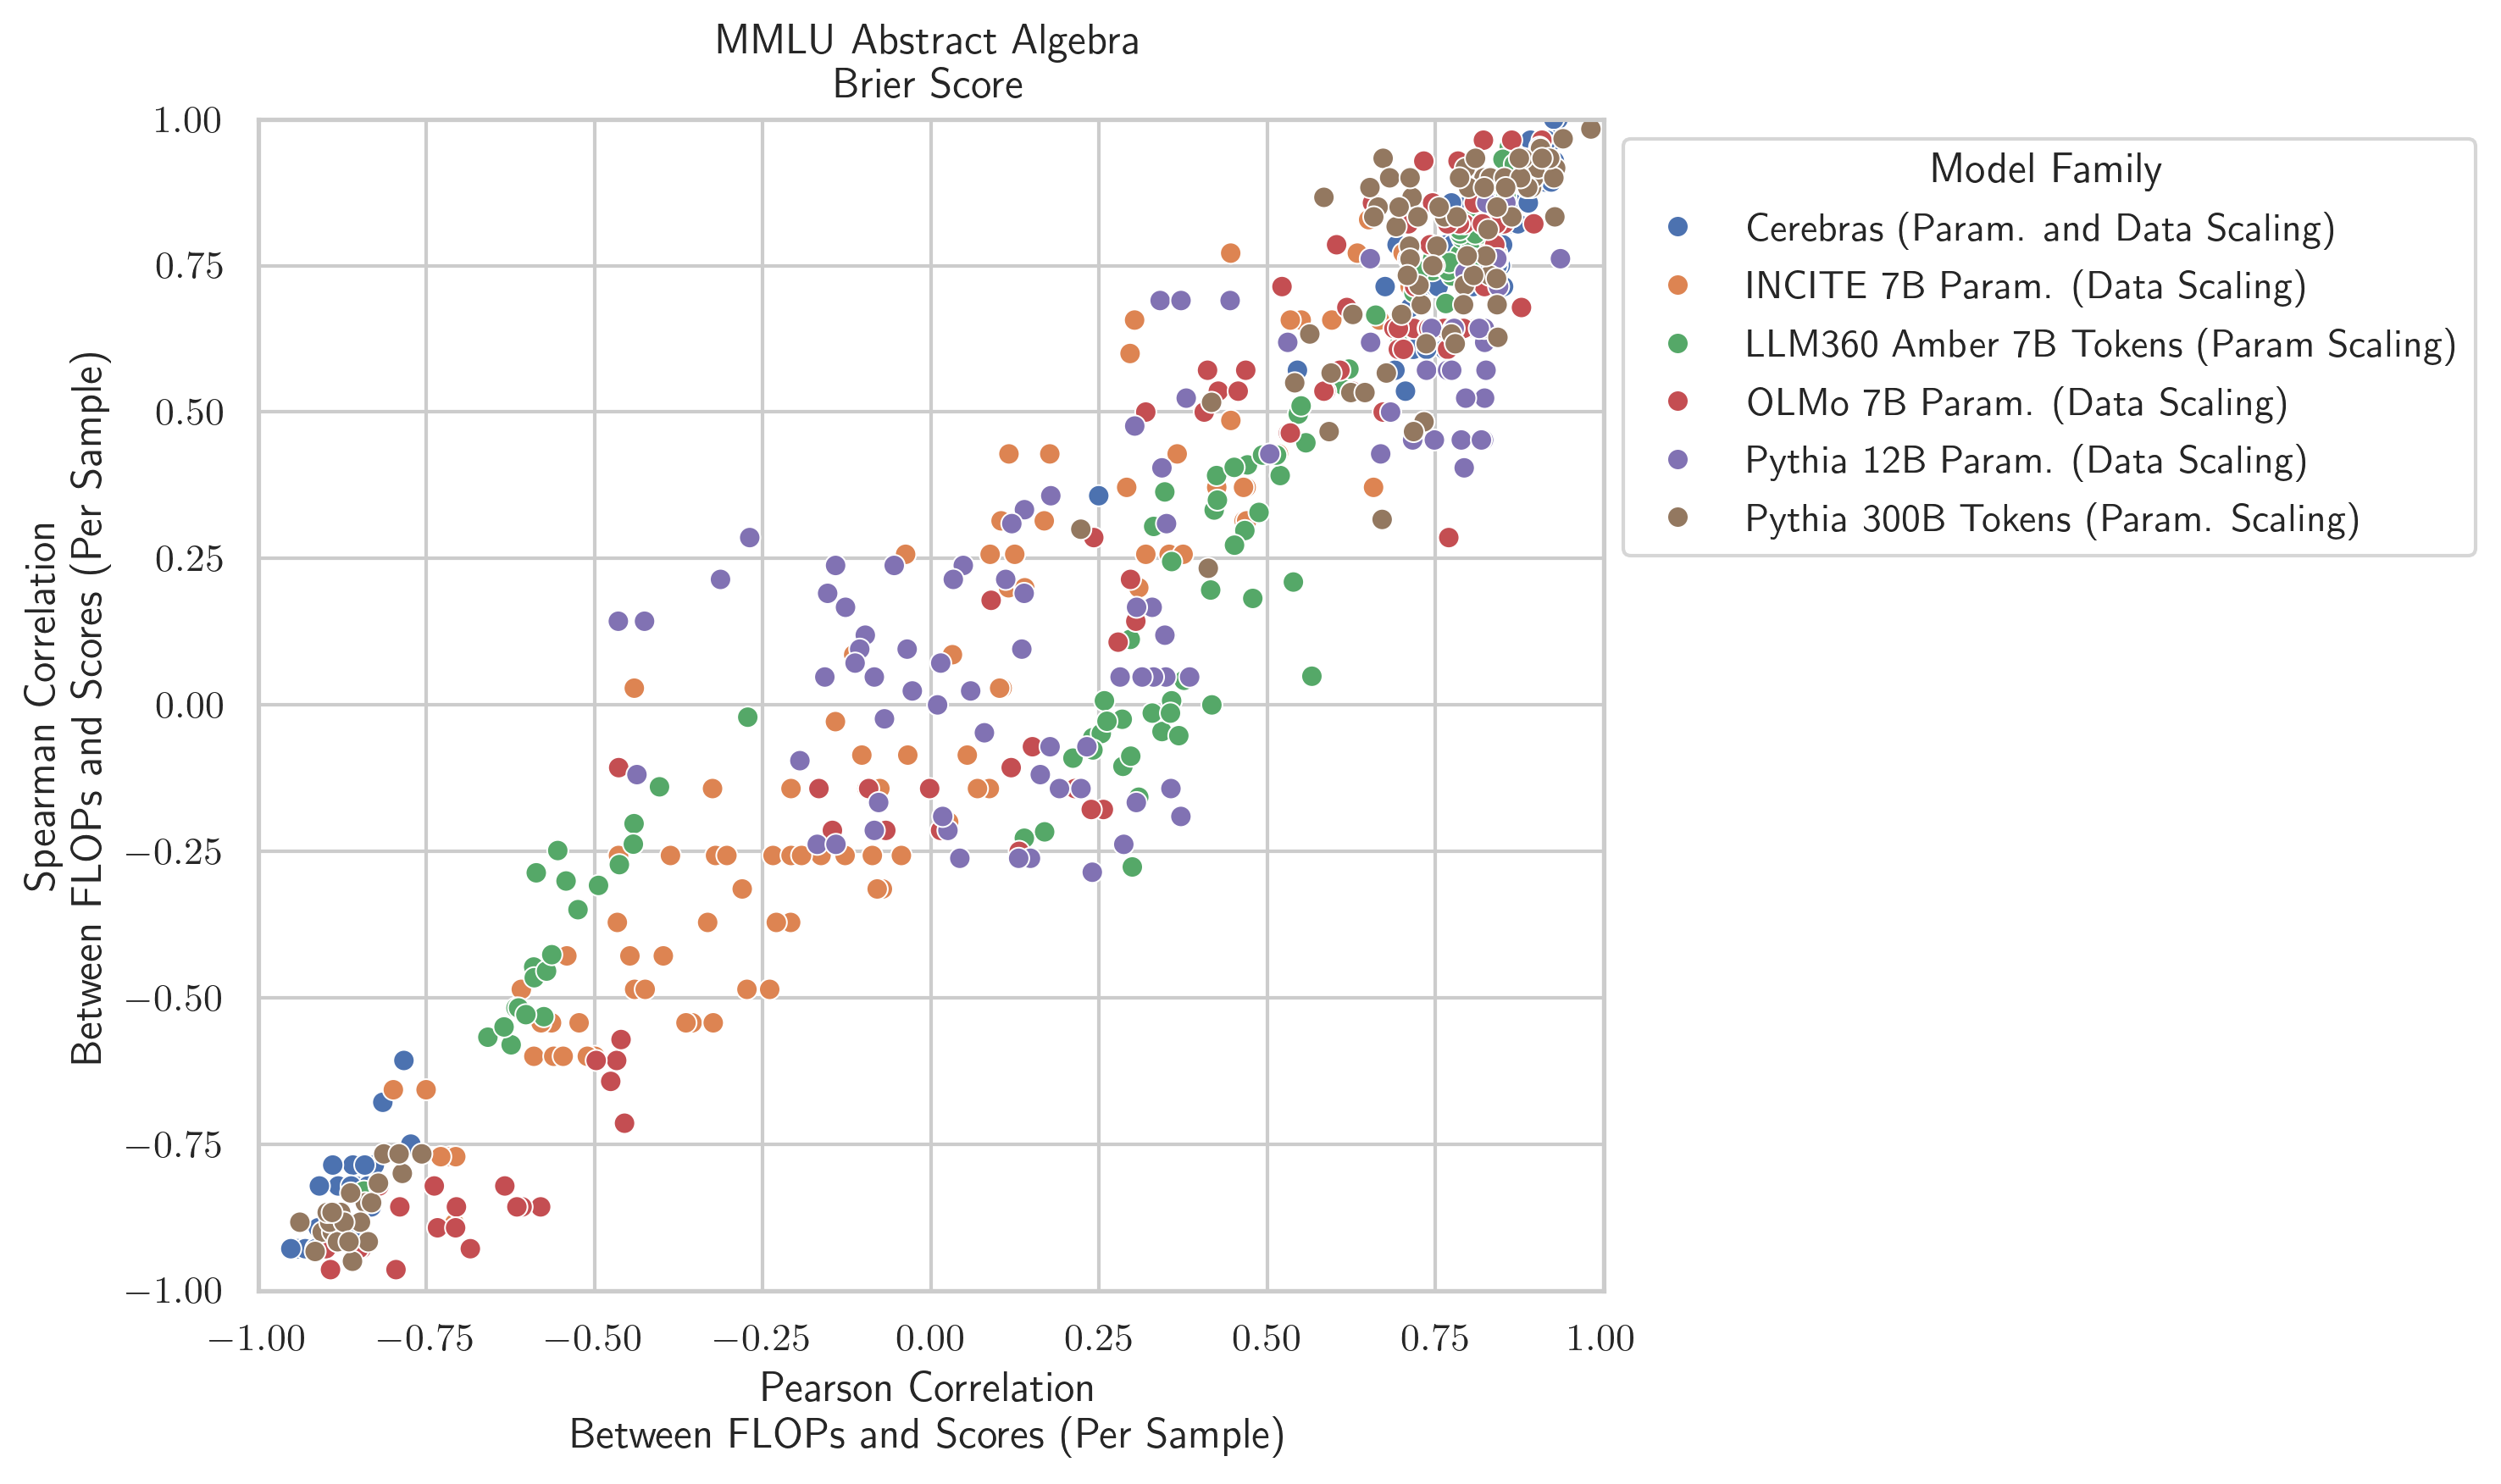 MMLU Abstract Algebra
Brier Score
1.00
0.75
0.50
0.25
0.00
−0.25
−0.50
−0.75
−1.00
Spearman Correlation
Between FLOPs and Scores (Per Sample)
−1.00 −0.75 −0.50 −0.25 0.00 0.25 0.50 0.75 1.00
Pearson Correlation
Between FLOPs and Scores (Per Sample)
Model Family
Cerebras (Param. and Data Scaling)
INCITE 7B Param. (Data Scaling)
LLM360 Amber 7B Tokens (Param Scaling)
OLMo 7B Param. (Data Scaling)
Pythia 12B Param. (Data Scaling)
Pythia 300B Tokens (Param. Scaling)